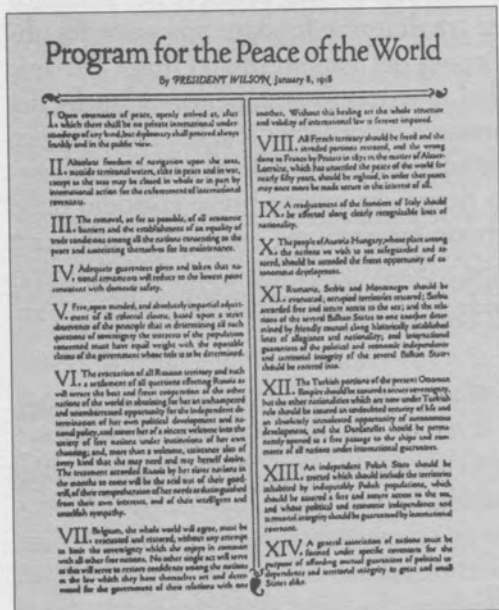 Program for the Peace of the World
By PRESIDENT WILSON January 8, 1918
I Open covenants of peace, openly arrived at, after
which there shall be no private international under-
standings of any kind, but diplomacy shall proceed always
frankly and in the public view.
II. Absolute freedom of navigation upon the seas,
outside territorial waters, alike in peace and in war,
except as the seas may be closed in whole or in part by
international action for the enforcement of international
covenants.
III. The removal, so far as possible, of all economic
barriers and the establishment of an equality of
trade conditions among all the nations consenting to the
peace and associating themselves for its maintenance.
IV. Adequate guarantees given and taken that na-
tional armaments will reduce to the lowest point
consistent with domestic safety.
V. Free, open minded, and absolutely impartial adjust-
ment of all colonial claims, based upon a strict
observance of the principle that in determining all such
questions of sovereignty the interests of the population
concerned must have equal weight with the equitable
claims of the government whose title is to be determined.
VI. The evacuation of all Russian territory and such
a settlement of all questions affecting Russia as
will secure the best and freest cooperation of the other
nations of the world in obtaining for her an unhampered
and unembarrassed opportunity for the independent de-
termination of her own political development and na-
tional policy, and assure her of a sincere welcome into the
society of free nations under institutions of her own
choosing; and, more than a welcome, assistance also of
every kind that she may need and may herself desire.
The treatment accorded Russia by her sister nations in
the months to come will be the acid test of their good-
will, of their comprehension of her needs as distinguished
from their own interests, and of their intelligent and
unselfish sympathy.
VII. Belgium, the whole world will agree, must be
evacuated and restored, without any attempt
to limit the sovereignty which she enjoys in common
with all other free nations. No other single act will serve
as this will serve to restore confidence among the nations
in the law which they have themselves set and deter-
mined for the government of their relations with one
another. Without this healing act the whole structure
and validity of international law is forever impaired.
VIII. All French territory should be freed and the
invaded portions restored, and the wrong
done to France by Prussia in 1871 in the matter of Alsace-
Lorraine, which has unsettled the peace of the world for
nearly fifty years, should be righted, in order that peace
may once more be made secure in the interest of all.
IX. A readjustment of the frontiers of Italy should
be effected along clearly recognizable lines of
nationality.
X. The people of Austria Hungary, whose place among
the nations we wish to see safeguarded and as-
sured, should be accorded the freest opportunity of au-
tonomous development.
XI. Rumania, Serbia and Montenegro should be
evacuated, occupied territories restored; Serbia
accorded free and secure access to the sea; and the rela-
tions of the several Balkan States to one another deter-
mined by friendly counsel along historically established
lines of allegiance and nationality; and international
guarantees of the political and economic independence
and territorial integrity of the several Balkan States
should be entered into.
XII. The Turkish portions of the present Ottoman
Empire should be assured a secure sovereignty,
but the other nationalities which are now under Turkish
rule should be assured an undoubted security of life and
an absolutely unmolested opportunity of autonomous
development, and the Dardanelles should be perma-
nently opened as a free passage to the ships and com-
merce of all nations under international guarantees.
XIII. An independent Polish State should be
erected which should include the territories
inhabited by indisputably Polish populations, which
should be assured a free and secure access to the sea,
and whose political and economic independence and
territorial integrity should be guaranteed by international
covenant.
XIV. A general association of nations must be
formed under specific covenants for the
purpose of affording mutual guarantees of political in-
dependence and territorial integrity to great and small
States alike.